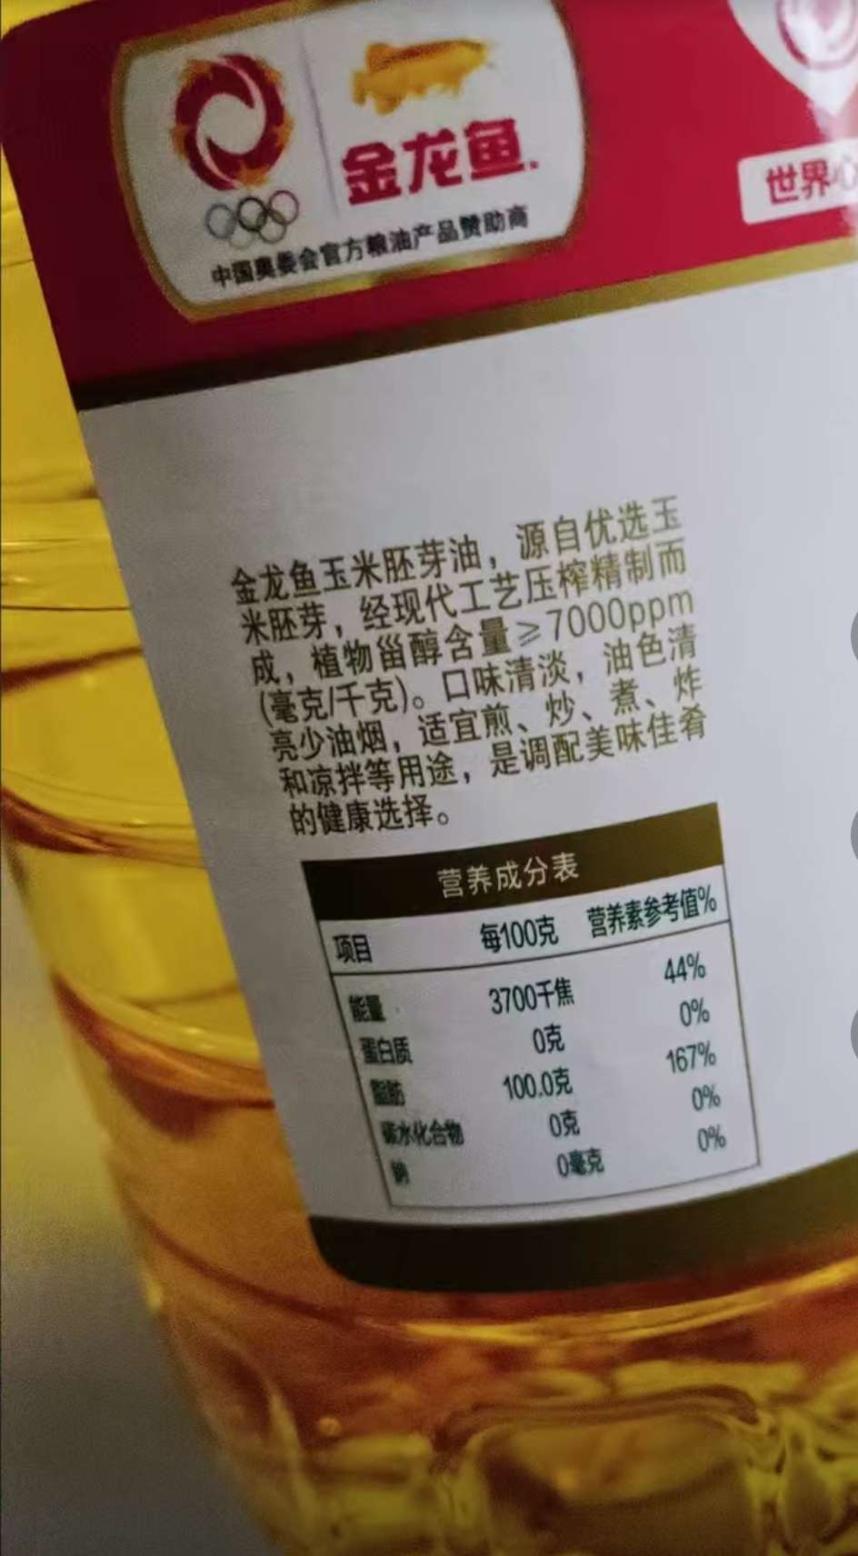 金龙鱼
中国奥委会官方粮油产品赞助商
世界心
金龙鱼玉米胚芽油，源自优选玉
米胚芽，经现代工艺压榨精制而
成，植物甾醇含量≥7000ppm
(毫克/千克)。口味清淡，油色清
亮少油烟，适宜煎、炒、煮、炸
和凉拌等用途，是调配美味佳肴
的健康选择。
营养成分表
项目 每100克 营养素参考值%
能量 3700千焦 44%
蛋白质 0克 0%
脂肪 100.0克 167%
碳水化合物 0克 0%
钠 0毫克 0%